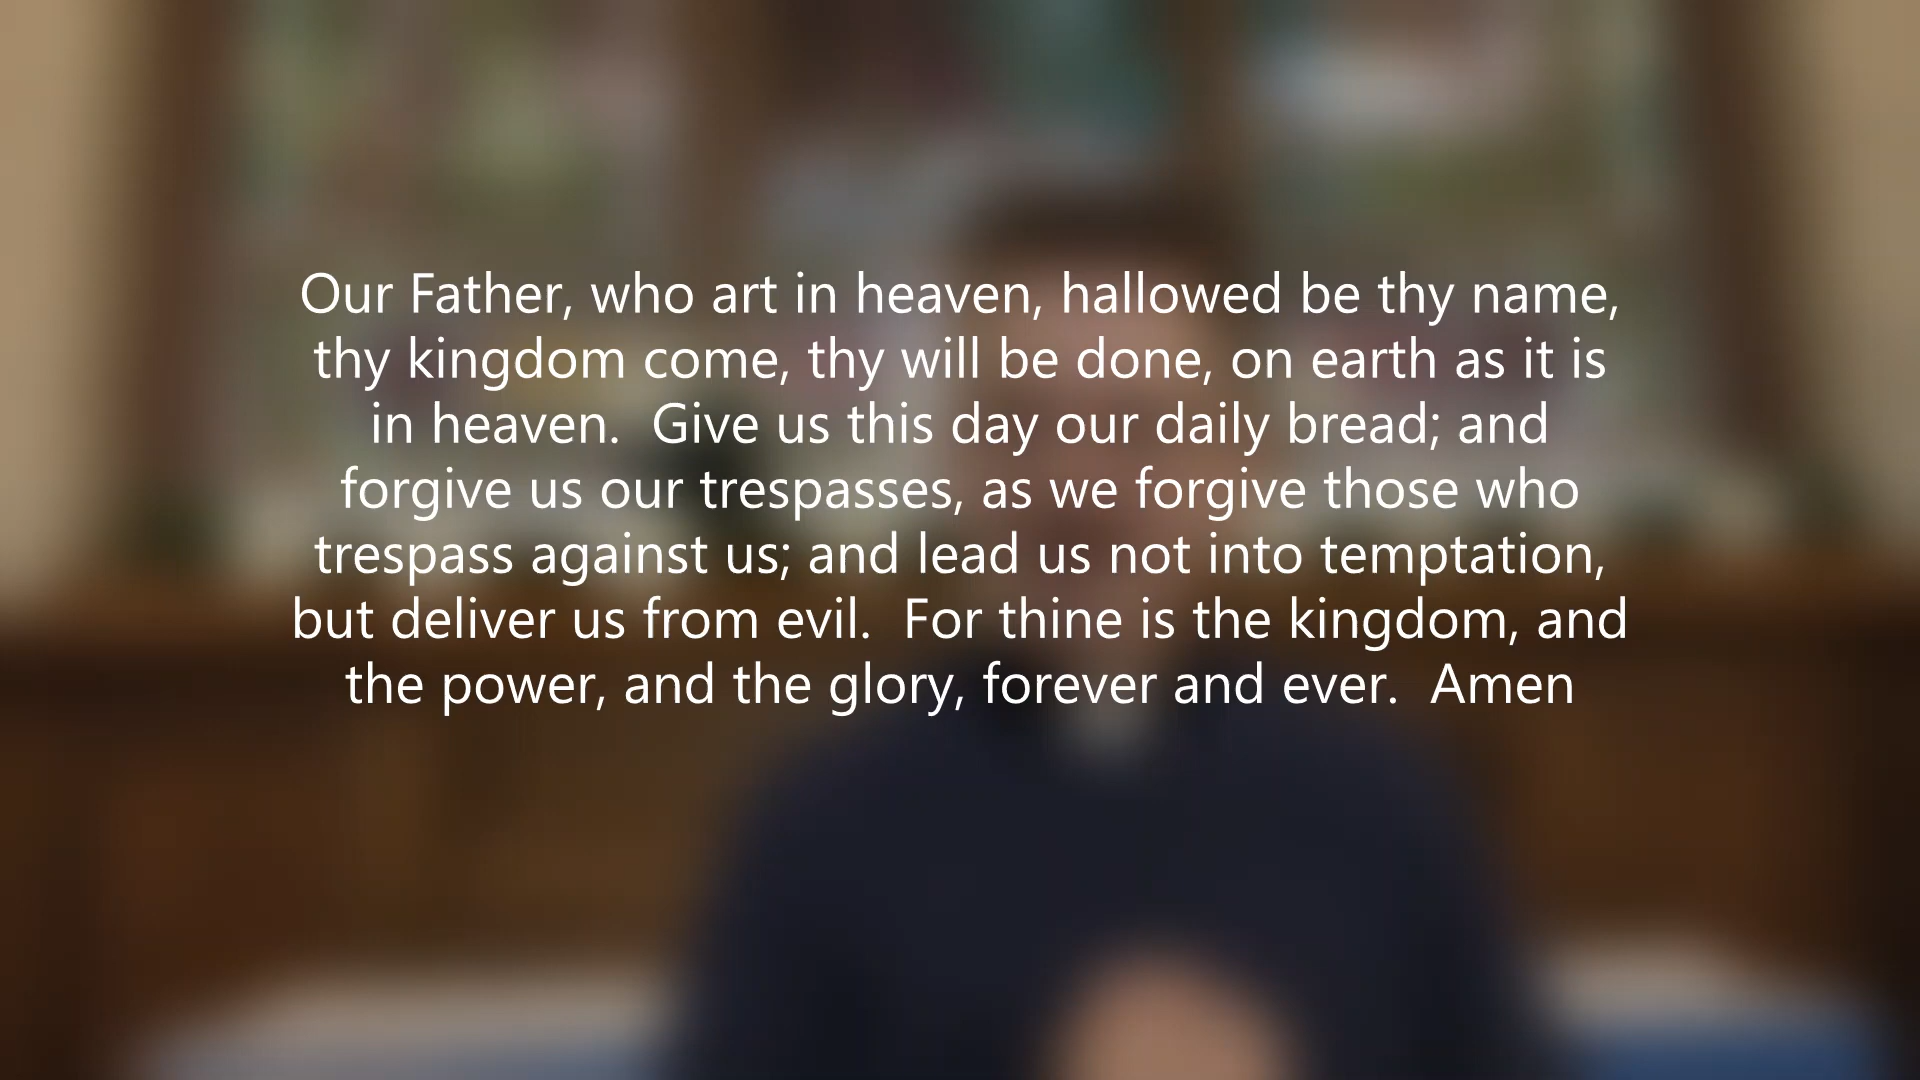 Our Father, who art in heaven, hallowed be thy name,
thy kingdom come, thy will be done, on earth as it is
in heaven.  Give us this day our daily bread; and
forgive us our trespasses, as we forgive those who
trespass against us; and lead us not into temptation,
but deliver us from evil.  For thine is the kingdom, and
the power, and the glory, forever and ever.  Amen